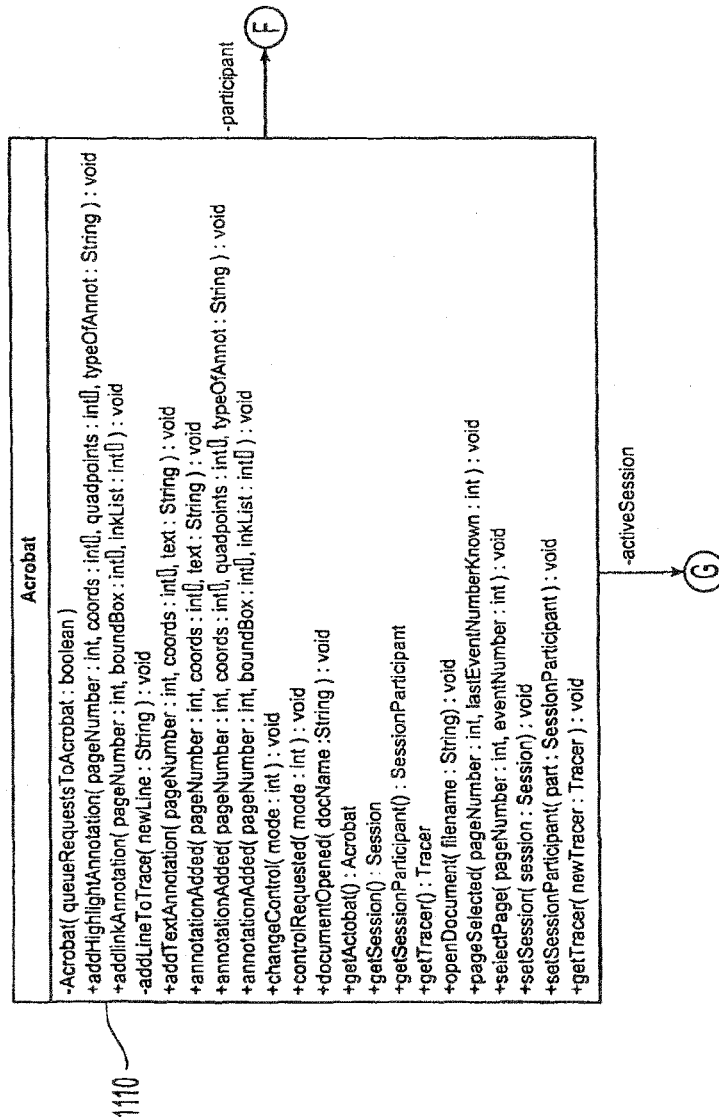 Acrobat
-Acrobat( queueRequestsToAcrobat : boolean )
+addHighlightAnnotation( pageNumber : int, coords : int[], quadpoints : int[], typeOfAnnot : String ) : void
+addlinkAnnotation( pageNumber : int, boundBox : int[], inkList : int[] ) : void
-addLineToTrace( newLine : String ) : void
+addTextAnnotation( pageNumber : int, coords : int[], text : String ) : void
+annotationAdded( pageNumber : int, coords : int[], text : String ) : void
+annotationAdded( pageNumber : int, coords : int[], quadpoints : int[], typeOfAnnot : String ) : void
+annotationAdded( pageNumber : int, boundBox : int[], inkList : int[] ) : void
+changeControl( mode : int ) : void
+controlRequested( mode : int ) : void
+documentOpened( docName :String ) : void
+getActobat() : Acrobat
+getSession() : Session
+getSessionParticipant() : SessionParticipant
+getTracer() : Tracer
+openDocument( filename : String) : void
+pageSelected( pageNumber : int, lastEventNumberKnown : int ) : void
+selectPage( pageNumber : int, eventNumber : int ) : void
+setSession( session : Session) : void
+setSessionParticipant( part : SessionParticipant ) : void
+getTracer( newTracer : Tracer ) : void
1110
-participant
F
-activeSession
G